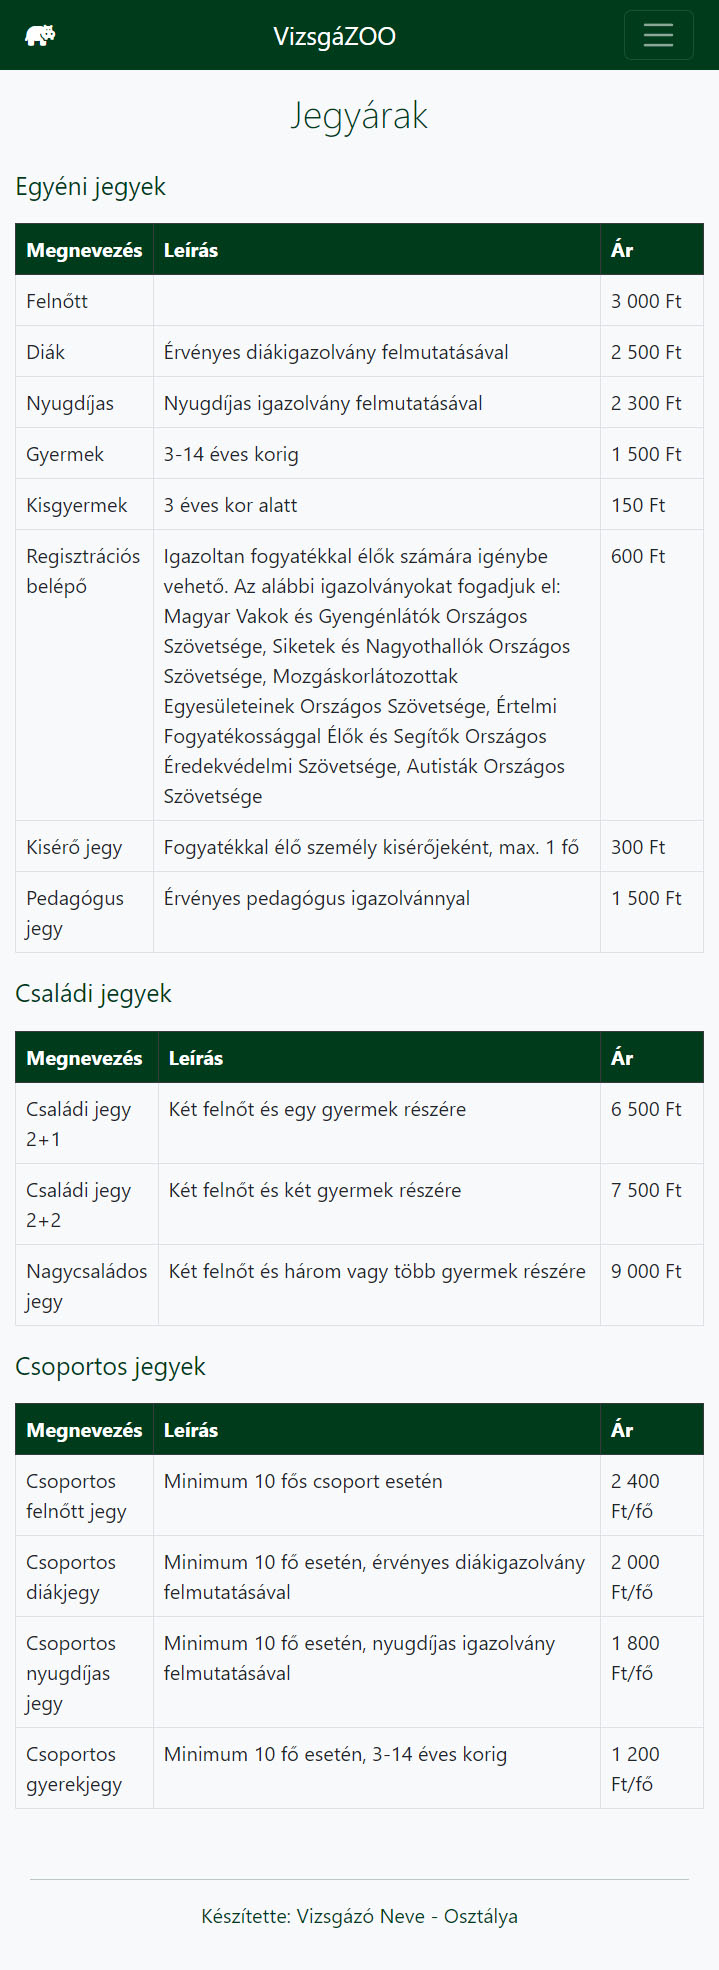 VizsgáZOO
Jegyárak
Egyéni jegyek
Megnevezés Leírás Ár
Felnőtt 3 000 Ft
Diák Érvényes diákigazolvány felmutatásával 2 500 Ft
Nyugdíjas Nyugdíjas igazolvány felmutatásával 2 300 Ft
Gyermek 3-14 éves korig 1 500 Ft
Kisgyermek 3 éves kor alatt 150 Ft
Regisztrációs Igazoltan fogyatékkal élők számára igénybe 600 Ft
belépő vehető. Az alábbi igazolványokat fogadjuk el:
Magyar Vakok és Gyengénlátók Országos
Szövetsége, Siketek és Nagyothallók Országos
Szövetsége, Mozgáskorlátozottak
Egyesületeinek Országos Szövetsége, Értelmi
Fogyatékossággal Élők és Segítők Országos
Éredekvédelmi Szövetsége, Autisták Országos
Szövetsége
Kisérő jegy Fogyatékkal élő személy kisérőjeként, max. 1 fő 300 Ft
Pedagógus Érvényes pedagógus igazolvánnyal 1 500 Ft
jegy
Családi jegyek
Megnevezés Leírás Ár
Családi jegy Két felnőt és egy gyermek részére 6 500 Ft
2+1
Családi jegy Két felnőt és két gyermek részére 7 500 Ft
2+2
Nagycsaládos Két felnőt és három vagy több gyermek részére 9 000 Ft
jegy
Csoportos jegyek
Megnevezés Leírás Ár
Csoportos Minimum 10 fős csoport esetén 2 400
felnőtt jegy Ft/fő
Csoportos Minimum 10 fő esetén, érvényes diákigazolvány 2 000
diákjegy felmutatásával Ft/fő
Csoportos Minimum 10 fő esetén, nyugdíjas igazolvány 1 800
nyugdíjas felmutatásával Ft/fő
jegy
Csoportos Minimum 10 fő esetén, 3-14 éves korig 1 200
gyerekjegy Ft/fő
Készítette: Vizsgázó Neve - Osztálya